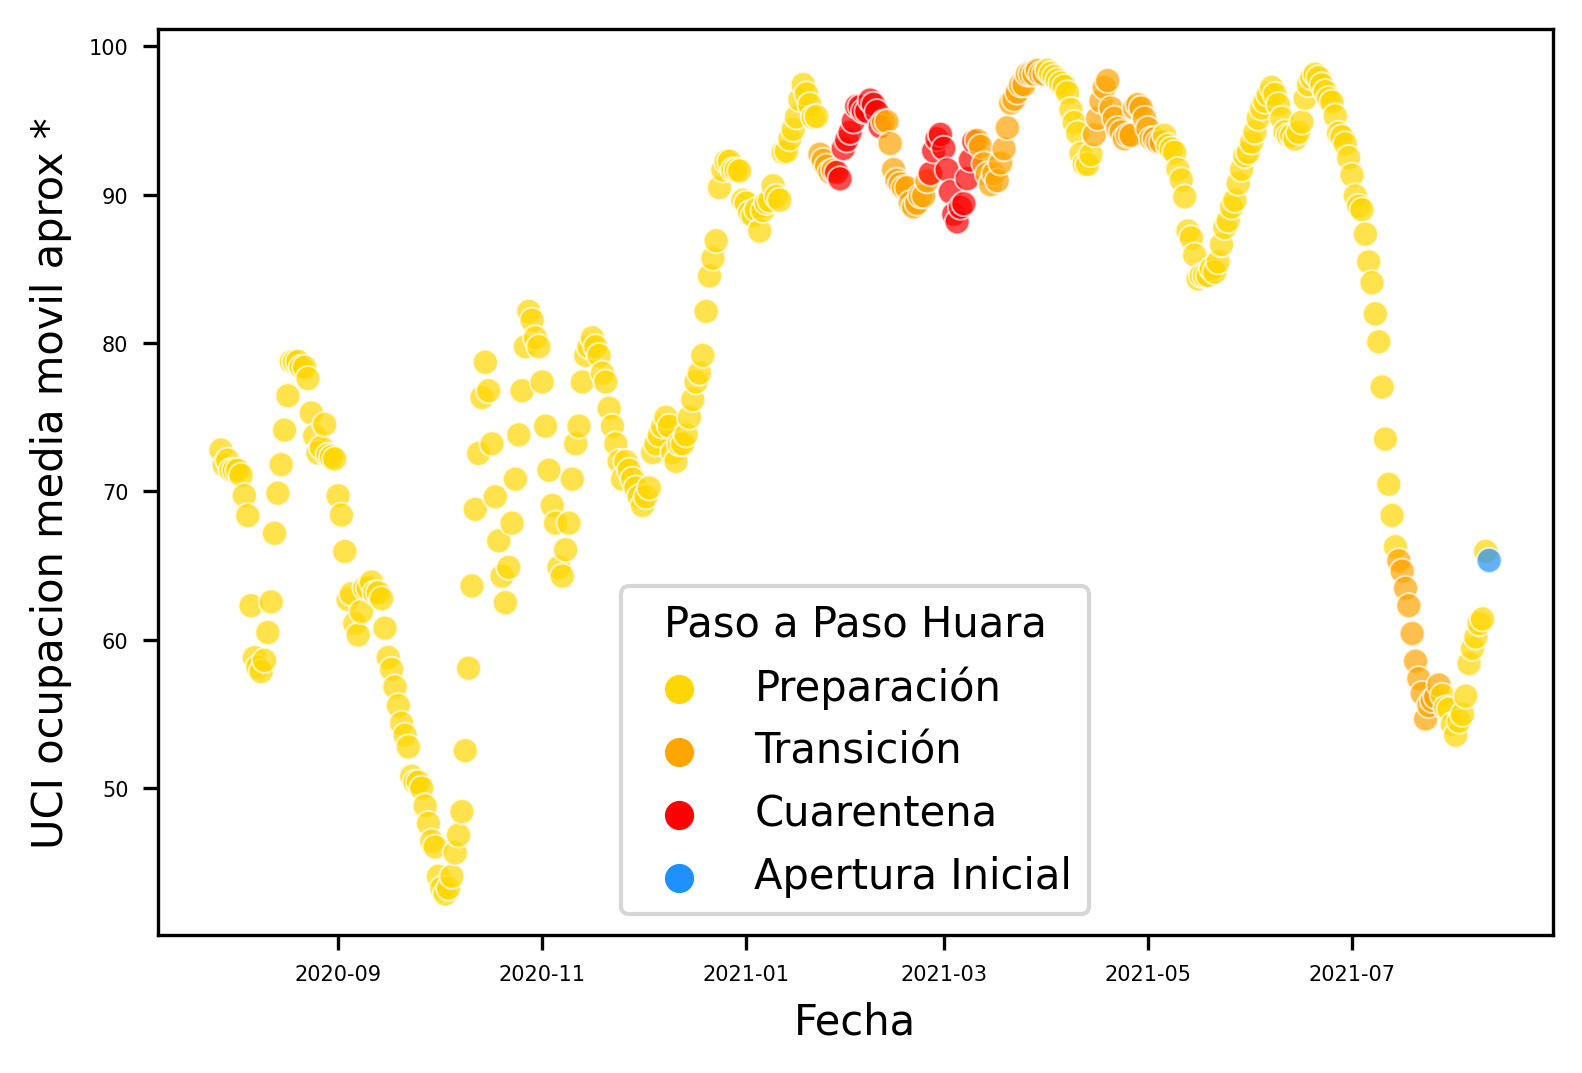 UCI ocupacion media movil aprox *
100
90
80
70
60
50
Paso a Paso Huara
Preparación
Transición
Cuarentena
Apertura Inicial
2020-09
2020-11
2021-01
2021-03
2021-05
2021-07
Fecha